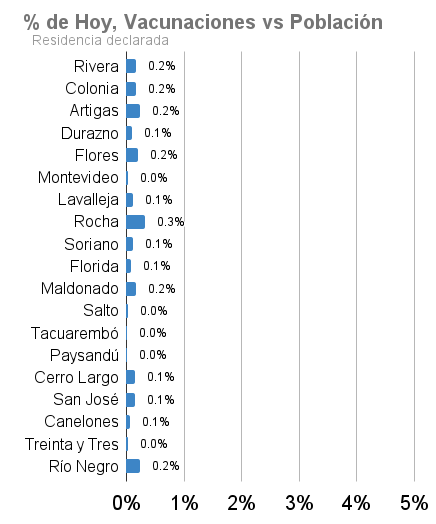 % de Hoy, Vacunaciones vs Población
Residencia declarada
Rivera 0.2%
Colonia 0.2%
Artigas 0.2%
Durazno 0.1%
Flores 0.2%
Montevideo 0.0%
Lavalleja 0.1%
Rocha 0.3%
Soriano 0.1%
Florida 0.1%
Maldonado 0.2%
Salto 0.0%
Tacuarembó 0.0%
Paysandú 0.0%
Cerro Largo 0.1%
San José 0.1%
Canelones 0.1%
Treinta y Tres 0.0%
Río Negro 0.2%
0% 1% 2% 3% 4% 5%